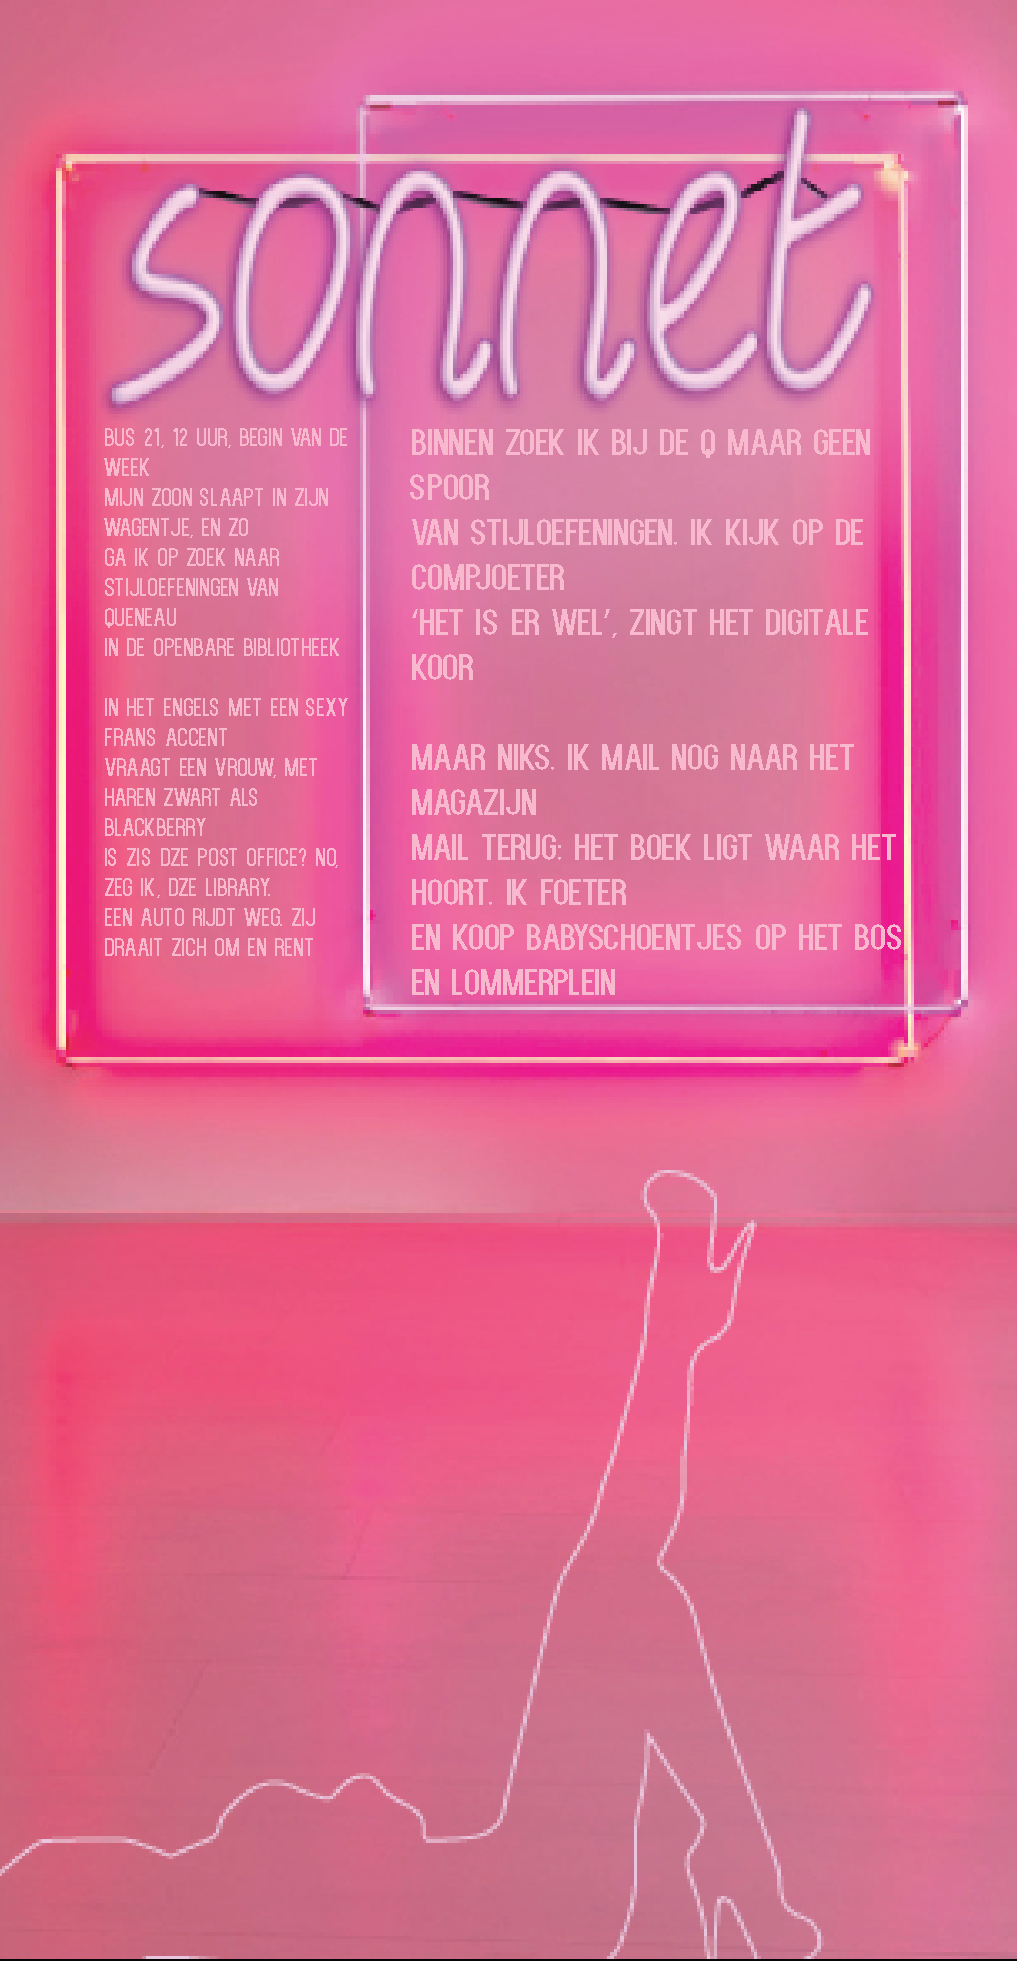 sonnet
BUS 21, 12 UUR, BEGIN VAN DE
WEEK
MIJN ZOON SLAAPT IN ZIJN
WAGENTJE, EN ZO
GA IK OP ZOEK NAAR
STIJLOEFENINGEN VAN
QUENEAU
IN DE OPENBARE BIBLIOTHEEK

IN HET ENGELS MET EEN SEXY
FRANS ACCENT
VRAAGT EEN VROUW, MET
HAREN ZWART ALS
BLACKBERRY
IS ZIS DZE POST OFFICE? NO,
ZEG IK, DZE LIBRARY.
EEN AUTO RIJDT WEG. ZIJ
DRAAIT ZICH OM EN RENT

BINNEN ZOEK IK BIJ DE Q MAAR GEEN
SPOOR
VAN STIJLOEFENINGEN. IK KIJK OP DE
COMPJOETER
‘HET IS ER WEL’, ZINGT HET DIGITALE
KOOR

MAAR NIKS. IK MAIL NOG NAAR HET
MAGAZIJN
MAIL TERUG: HET BOEK LIGT WAAR HET
HOORT. IK FOETER
EN KOOP BABYSCHOENTJES OP HET BOS
EN LOMMERPLEIN